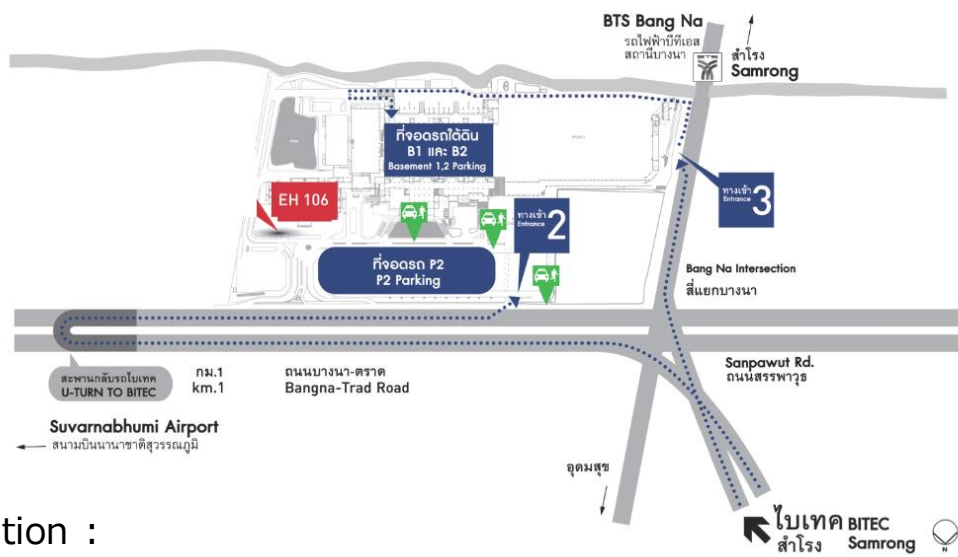 BTS Bang Na
รถไฟฟ้าบีทีเอส
สถานีบางนา
สำโรง
Samrong
ที่จอดรถใต้ดิน
B1 และ B2
Basement 1,2 Parking
EH 106
ทางเข้า
Entrance
2
ทางเข้า
Entrance
3
ที่จอดรถ P2
P2 Parking
Bang Na Intersection
สี่แยกบางนา
สะพานกลับรถไบเทค
U-TURN TO BITEC
กม.1
km.1
ถนนบางนา-ตราด
Bangna-Trad Road
Sanpawut Rd.
ถนนสรรพาวุธ
Suvarnabhumi Airport
สนามบินนานาชาติสุวรรณภูมิ
อุดมสุข
ไบเทค BITEC
สำโรง Samrong
N
tion :